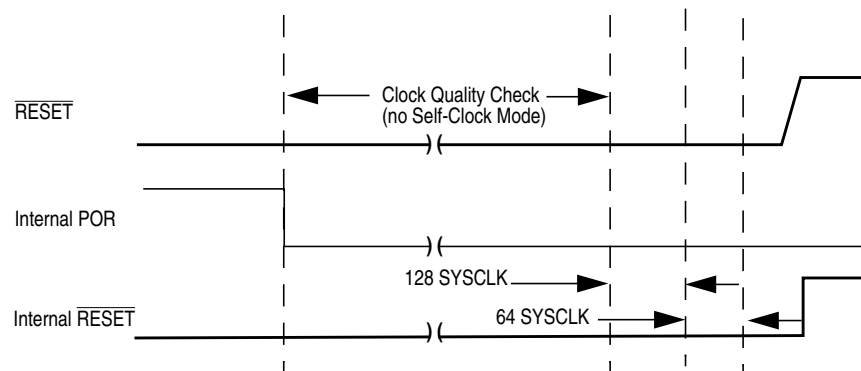 Clock Quality Check
(no Self-Clock Mode)
RESET
)(
Internal POR
)(
128 SYSCLK
64 SYSCLK
Internal RESET
)(